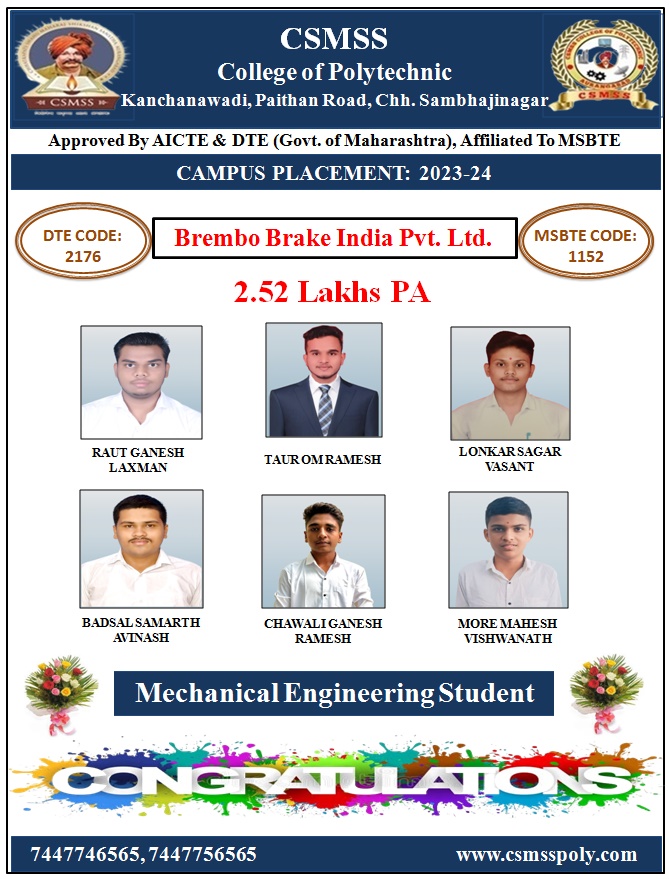 CSMSS
College of Polytechnic
Kanchanawadi, Paithan Road, Chh. Sambhajinagar
CSMSS
CSMSS
Approved By AICTE & DTE (Govt. of Maharashtra), Affiliated To MSBTE
CAMPUS PLACEMENT: 2023-24
DTE CODE:
2176
Brembo Brake India Pvt. Ltd.
MSBTE CODE:
1152
2.52 Lakhs PA
RAUT GANESH
LAXMAN
TAUR OM RAMESH
LONKAR SAGAR
VASANT
BADSAL SAMARTH
AVINASH
CHAWALI GANESH
RAMESH
MORE MAHESH
VISHWANATH
Mechanical Engineering Student
CONGRATULATIONS
7447746565, 7447756565
www.csmsspoly.com